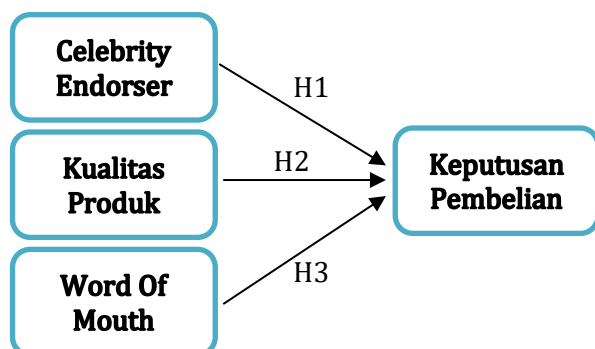 Celebrity
Endorser
H1
Kualitas
Produk
H2
Keputusan
Pembelian
Word Of
Mouth
H3